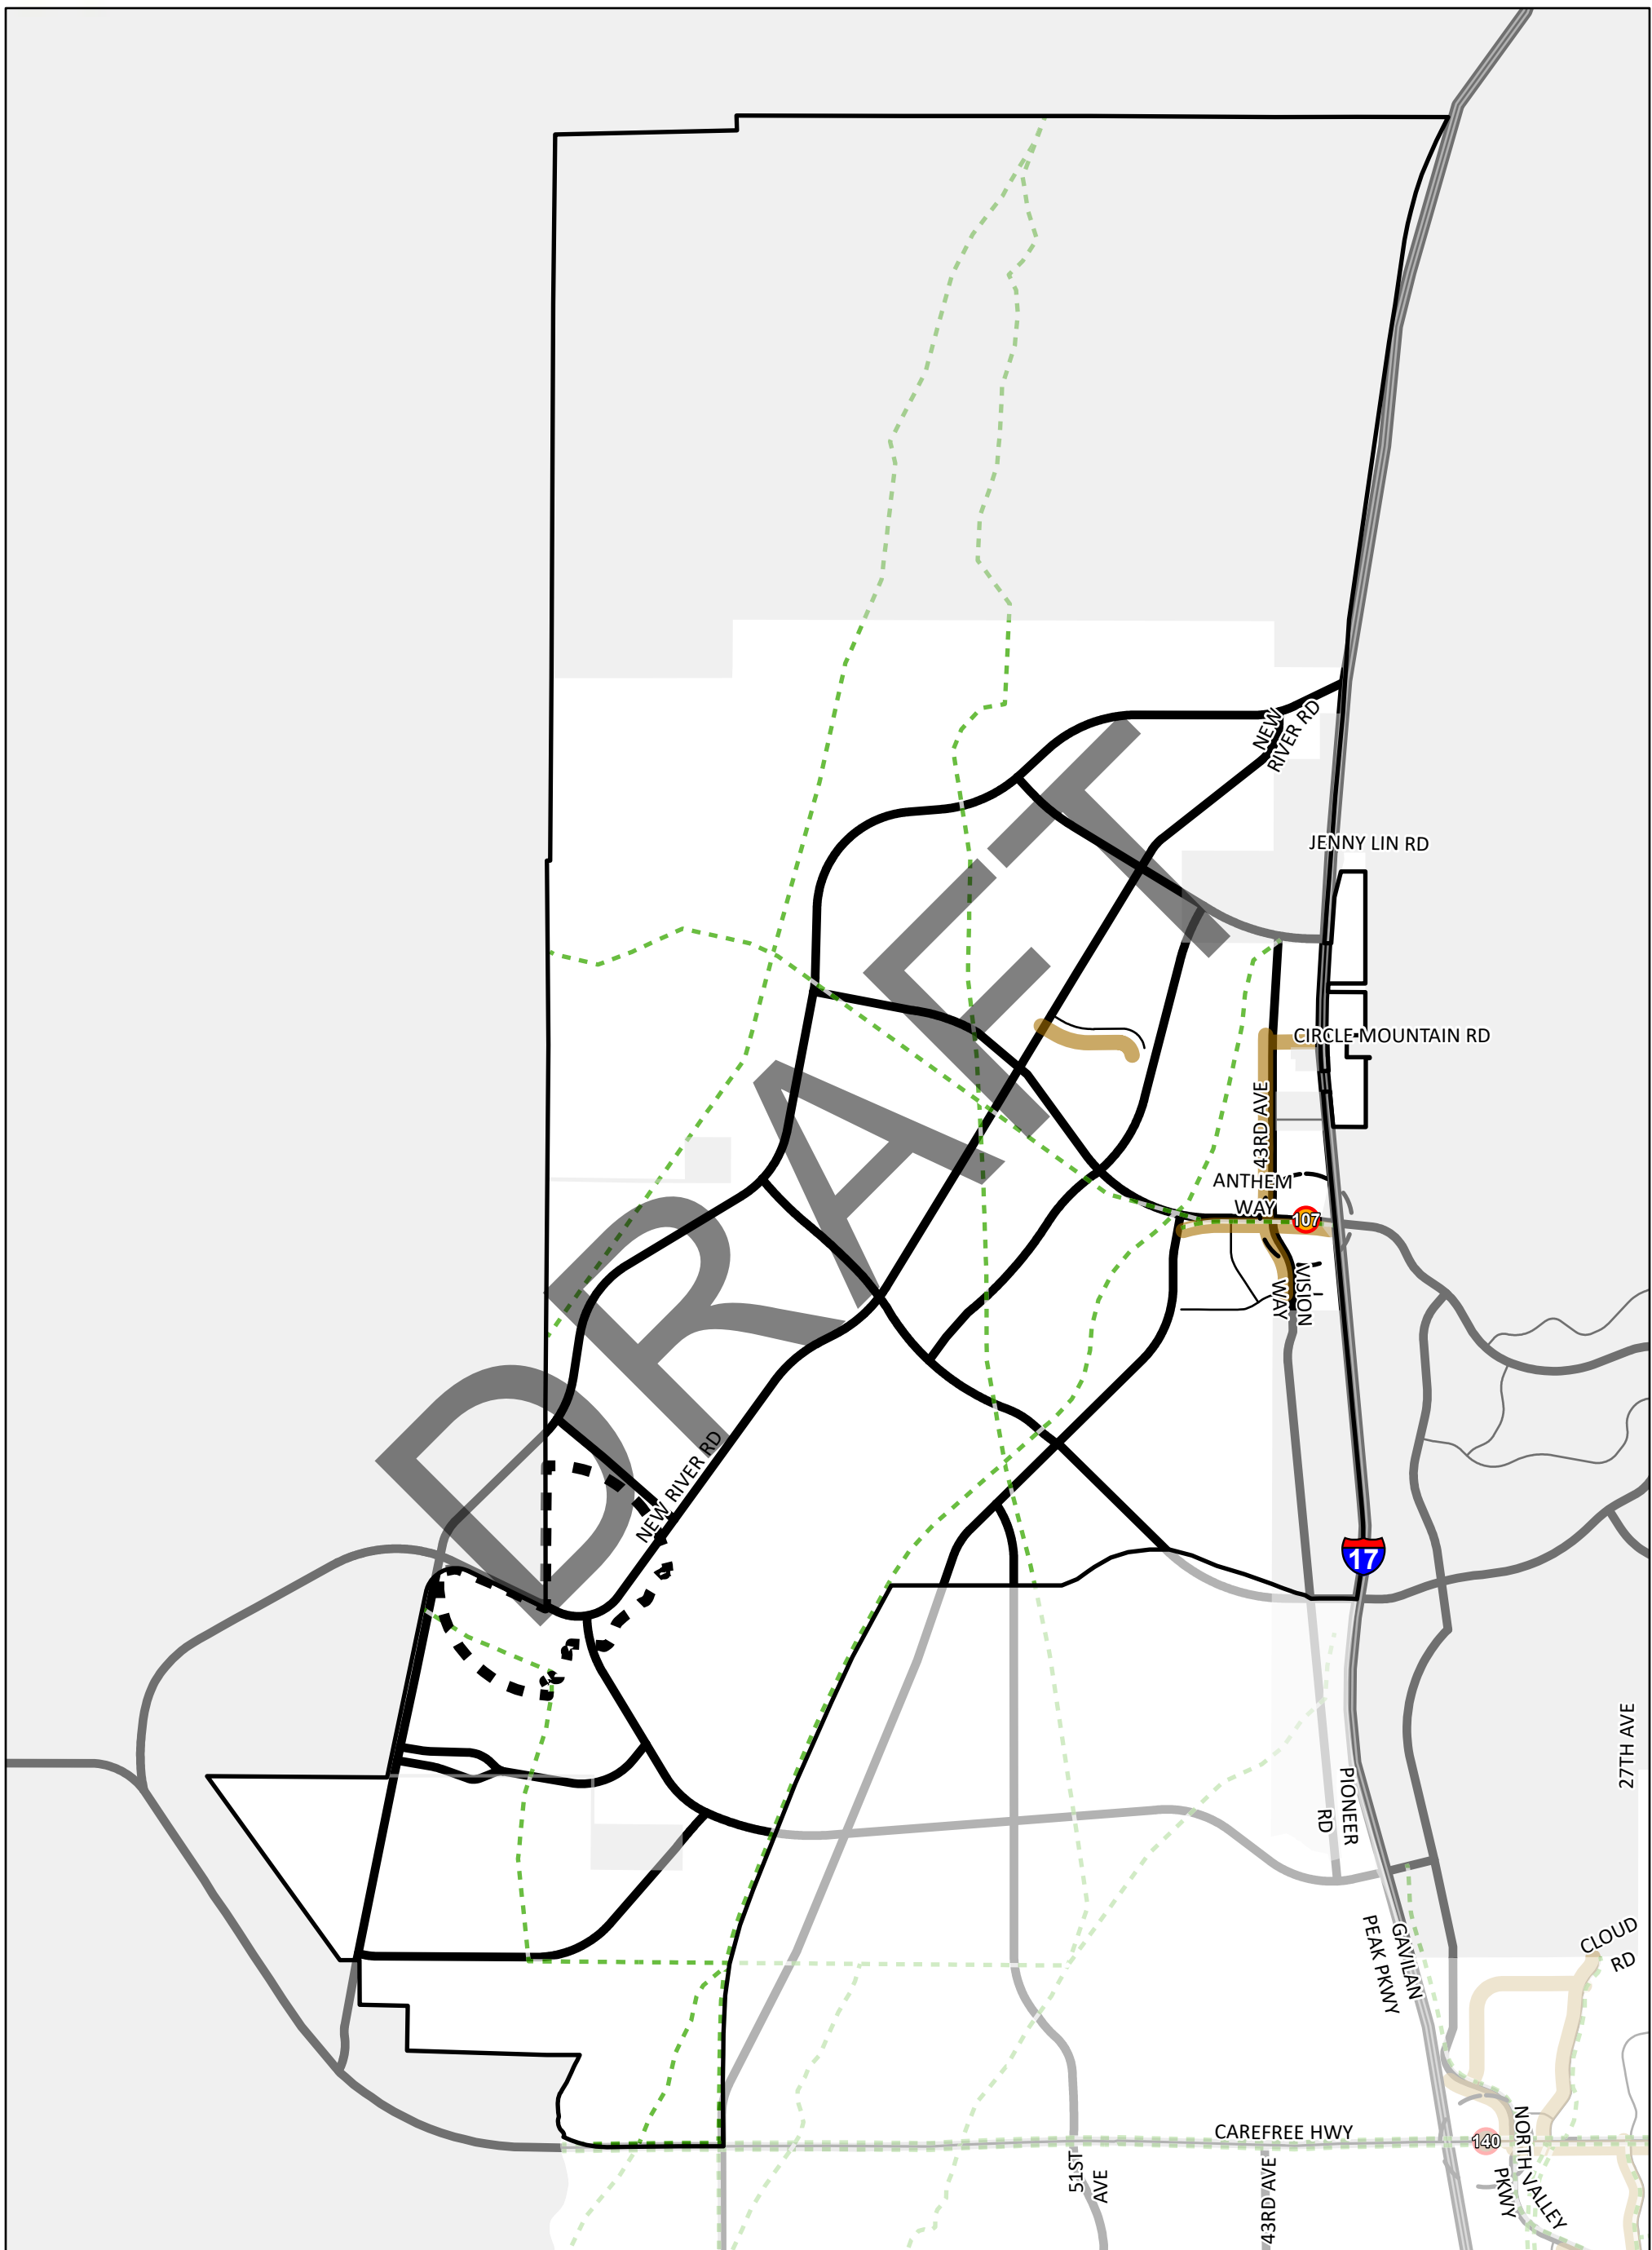 NEW
RIVER RD
JENNY LIN RD
CIRCLE MOUNTAIN RD
43RD AVE
ANTHEM
WAY
107
VISION
WAY
DRAFT
NEW RIVER RD
17
27TH AVE
PIONEER
RD
GAVILAN
PEAK PKWY
CLOUD
RD
CAREFREE HWY
140
NORTH VALLEY
PKWY
51ST
AVE
43RD AVE